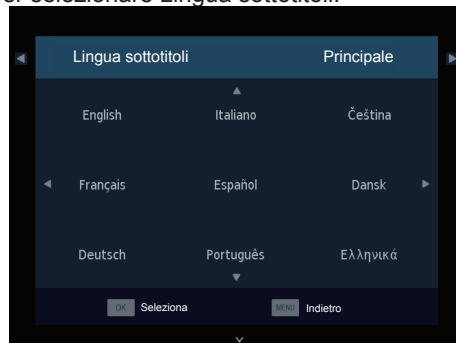 selezionare Lingua sottotitoli.
Lingua sottotitoli Principale
English Italiano Čeština
Français Español Dansk
Deutsch Português Ελληνικά
OK Seleziona MENU Indietro